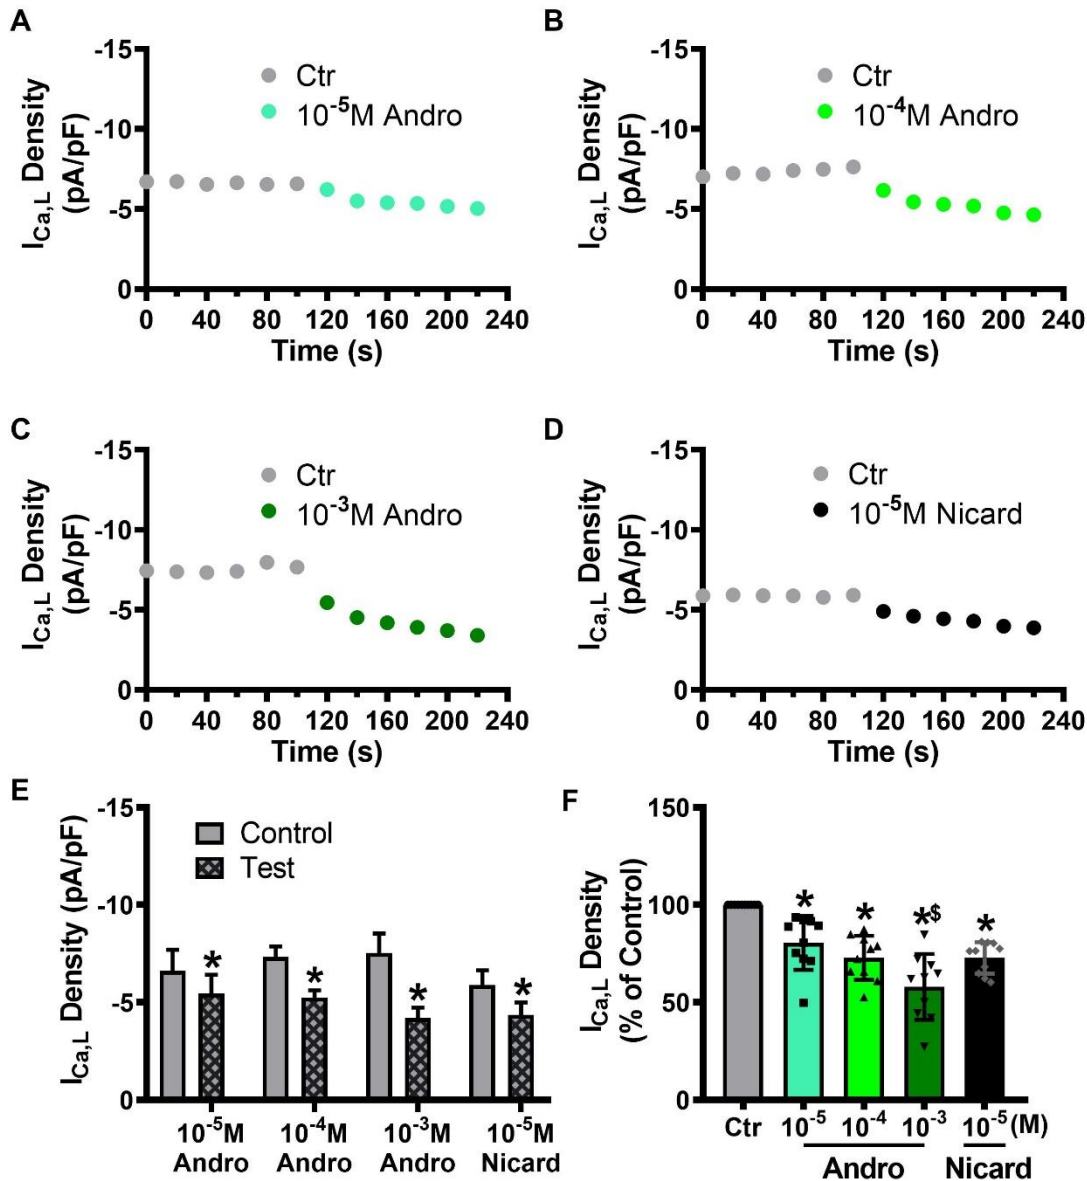 A
I_Ca,L Density
(pA/pF)
-15
-10
-5
0
Ctr
10⁻⁵M Andro
0 40 80 120 160 200 240
Time (s)
B
I_Ca,L Density
(pA/pF)
-15
-10
-5
0
Ctr
10⁻⁴M Andro
0 40 80 120 160 200 240
Time (s)
C
I_Ca,L Density
(pA/pF)
-15
-10
-5
0
Ctr
10⁻³M Andro
0 40 80 120 160 200 240
Time (s)
D
I_Ca,L Density
(pA/pF)
-15
-10
-5
0
Ctr
10⁻⁵M Nicard
0 40 80 120 160 200 240
Time (s)
E
I_Ca,L Density (pA/pF)
-15
-10
-5
0
Control
Test
* * * *
10⁻⁵M 10⁻⁴M 10⁻³M 10⁻⁵M
Andro Andro Andro Nicard
F
I_Ca,L Density
(% of Control)
150
100
50
0
* * *$ *
Ctr 10⁻⁵ 10⁻⁴ 10⁻³ 10⁻⁵ (M)
Andro Nicard